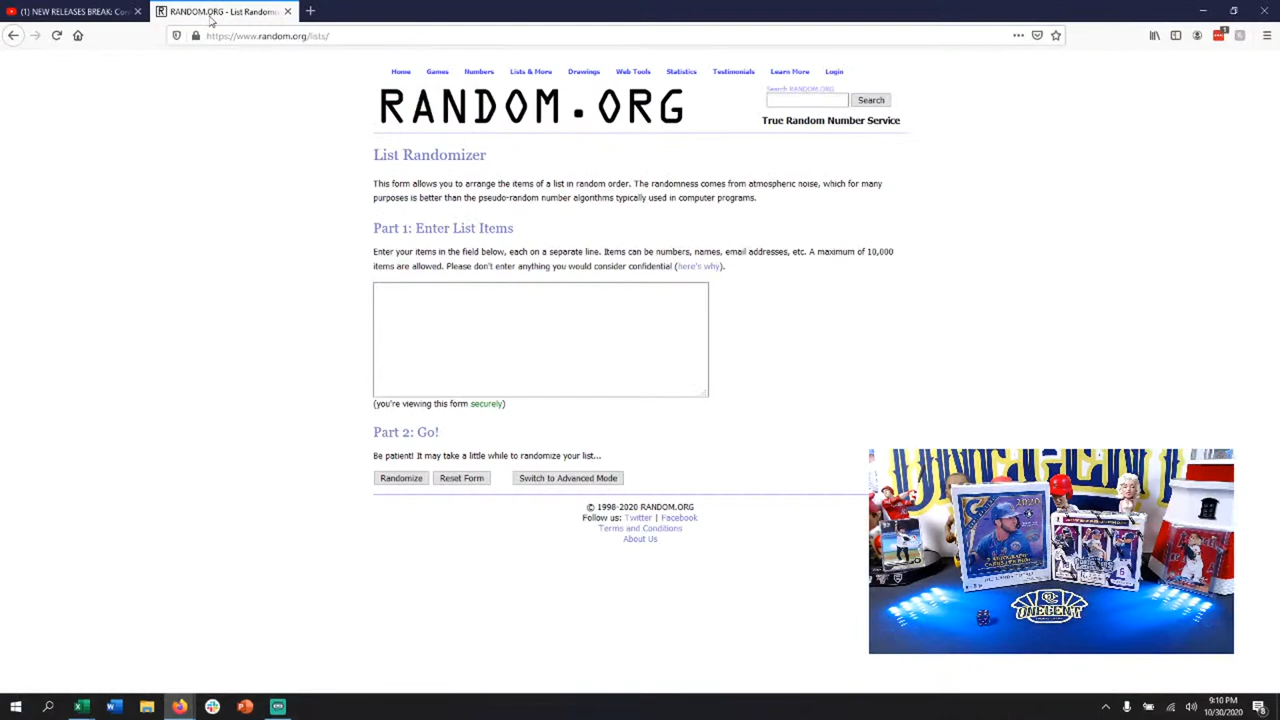 (1) NEW RELEASES BREAK: Co
RANDOM.ORG - List Randomi
https://www.random.org/lists/
Home Games Numbers Lists & More Drawings Web Tools Statistics Testimonials Learn More Login
RANDOM.ORG
Search RANDOM.ORG
Search
True Random Number Service
List Randomizer
This form allows you to arrange the items of a list in random order. The randomness comes from atmospheric noise, which for many
purposes is better than the pseudo-random number algorithms typically used in computer programs.
Part 1: Enter List Items
Enter your items in the field below, each on a separate line. Items can be numbers, names, email addresses, etc. A maximum of 10,000
items are allowed. Please don't enter anything you would consider confidential (here's why).
(you're viewing this form securely)
Part 2: Go!
Be patient! It may take a little while to randomize your list...
Randomize Reset Form Switch to Advanced Mode
© 1998-2020 RANDOM.ORG
Follow us: Twitter | Facebook
Terms and Conditions
About Us
2020
ONECENT
9:10 PM
10/30/2020